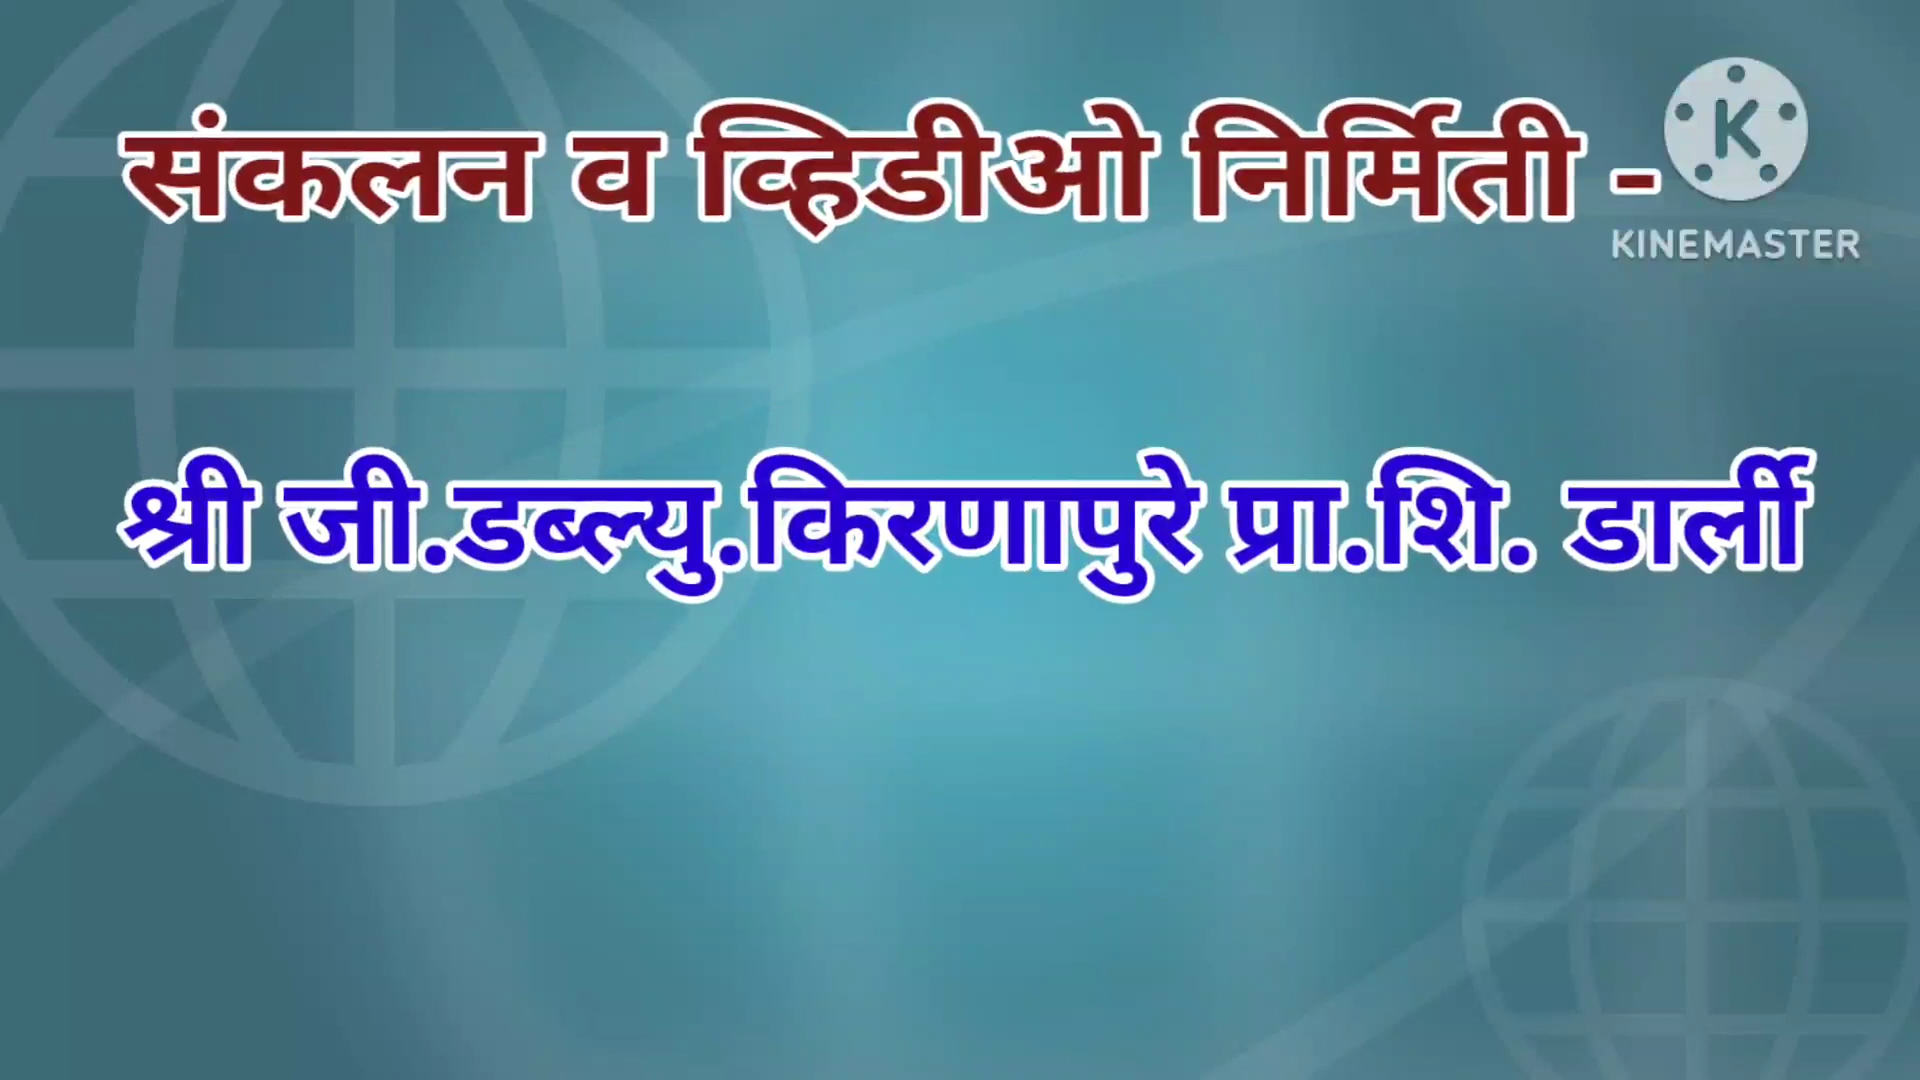 संकलन व व्हिडीओ निर्मिती -
K
KINEMASTER
श्री जी.डब्ल्यु.किरणापुरे प्रा.शि. डार्ली